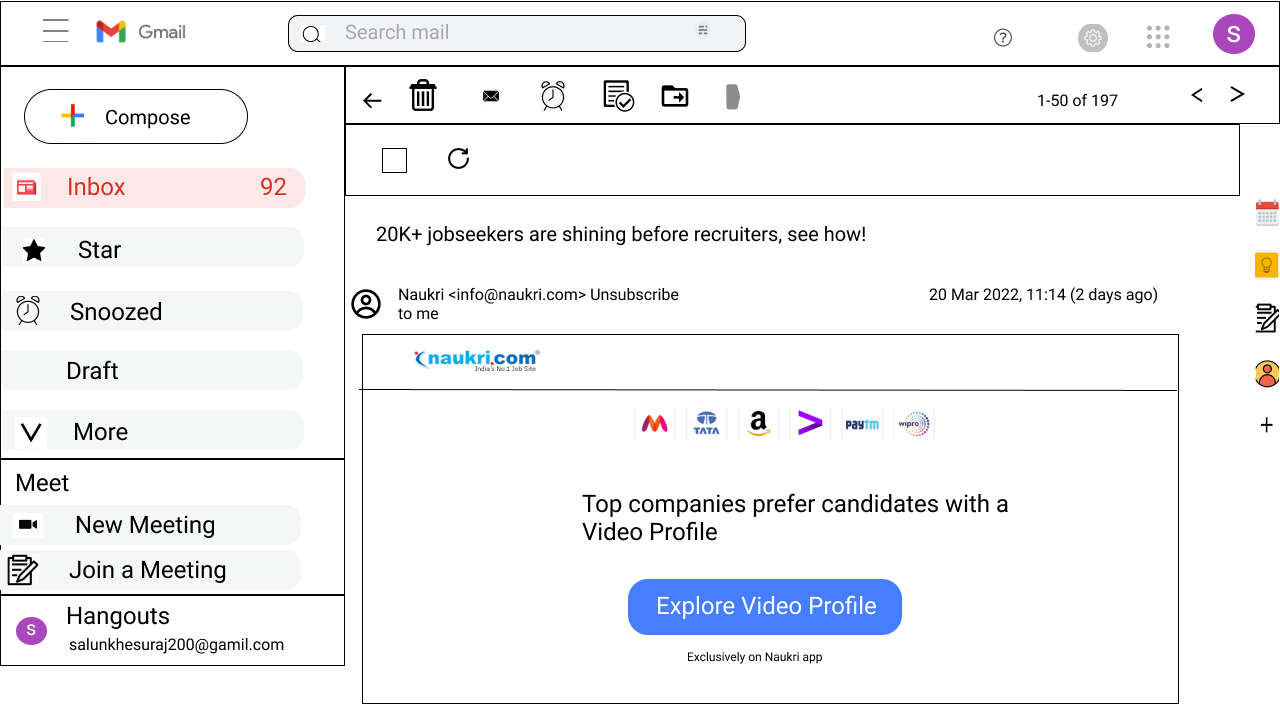 Gmail
Search mail
?
S
Compose
1-50 of 197
Inbox 92
Star
Snoozed
Draft
More
Meet
New Meeting
Join a Meeting
S
Hangouts
salunkhesuraj200@gamil.com
20K+ jobseekers are shining before recruiters, see how!
Naukri <info@naukri.com> Unsubscribe
20 Mar 2022, 11:14 (2 days ago)
to me
naukri.com
India's No.1 Job Site
TATA
a
paytm
wipro
Top companies prefer candidates with a
Video Profile
Explore Video Profile
Exclusively on Naukri app